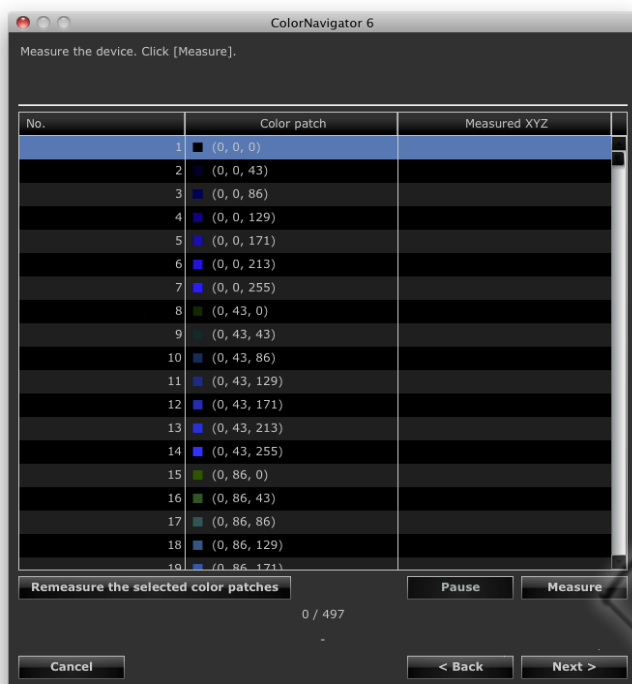 ColorNavigator 6
Measure the device. Click [Measure].
No. Color patch Measured XYZ
1 (0, 0, 0)
2 (0, 0, 43)
3 (0, 0, 86)
4 (0, 0, 129)
5 (0, 0, 171)
6 (0, 0, 213)
7 (0, 0, 255)
8 (0, 43, 0)
9 (0, 43, 43)
10 (0, 43, 86)
11 (0, 43, 129)
12 (0, 43, 171)
13 (0, 43, 213)
14 (0, 43, 255)
15 (0, 86, 0)
16 (0, 86, 43)
17 (0, 86, 86)
18 (0, 86, 129)
19 (0, 86, 171)
Remeasure the selected color patches Pause Measure
0 / 497
-
Cancel < Back Next >